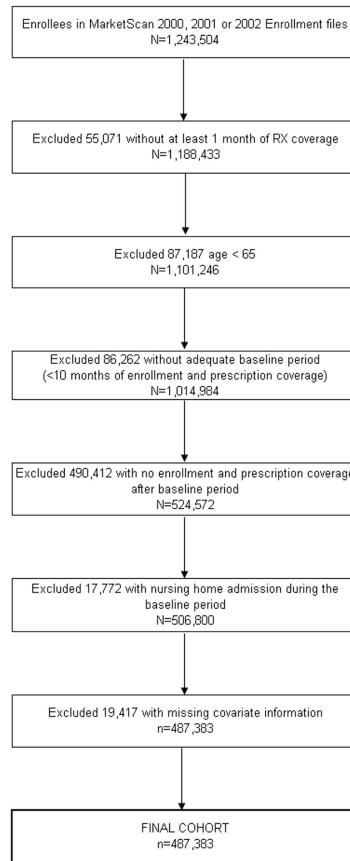 Enrollees in MarketScan 2000, 2001 or 2002 Enrollment files
N=1,243,504
Excluded 55,071 without at least 1 month of RX coverage
N=1,188,433
Excluded 87,187 age < 65
N=1,101,246
Excluded 86,262 without adequate baseline period
(<10 months of enrollment and prescription coverage)
N=1,014,984
Excluded 490,412 with no enrollment and prescription coverage
after baseline period
N=524,572
Excluded 17,772 with nursing home admission during the
baseline period
N=506,800
Excluded 19,417 with missing covariate information
n=487,383
FINAL COHORT
n=487,383